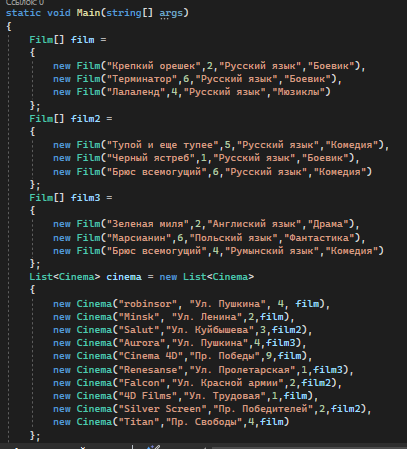 Ссылок: 0
static void Main(string[] args)
{
Film[] film =
{
new Film("Крепкий орешек",2,"Русский язык","Боевик"),
new Film("Терминатор",6,"Русский язык","Боевик"),
new Film("Лалаленд",4,"Русский язык","Мюзиклы")
};
Film[] film2 =
{
new Film("Тупой и еще тупее",5,"Русский язык","Комедия"),
new Film("Черный ястреб",1,"Русский язык","Боевик"),
new Film("Брюс всемогущий",6,"Русский язык","Комедия")
};
Film[] film3 =
{
new Film("Зеленая миля",2,"Англиский язык","Драма"),
new Film("Марсианин",6,"Польский язык","Фантастика"),
new Film("Брюс всемогущий",4,"Румынский язык","Комедия")
};
List<Cinema> cinema = new List<Cinema>
{
new Cinema("robinsor", "Ул. Пушкина", 4, film),
new Cinema("Minsk", "Ул. Ленина",2,film),
new Cinema("Salut","Ул. Куйбышева",3,film2),
new Cinema("Aurora","Ул. Пушкина",4,film3),
new Cinema("Cinema 4D","Пр. Победы",9,film),
new Cinema("Renesanse","Ул. Пролетарская",1,film3),
new Cinema("Falcon","Ул. Красной армии",2,film2),
new Cinema("4D Films","Ул. Трудовая",1,film),
new Cinema("Silver Screen","Пр. Победителей",2,film2),
new Cinema("Titan","Пр. Свободы",4,film)
};